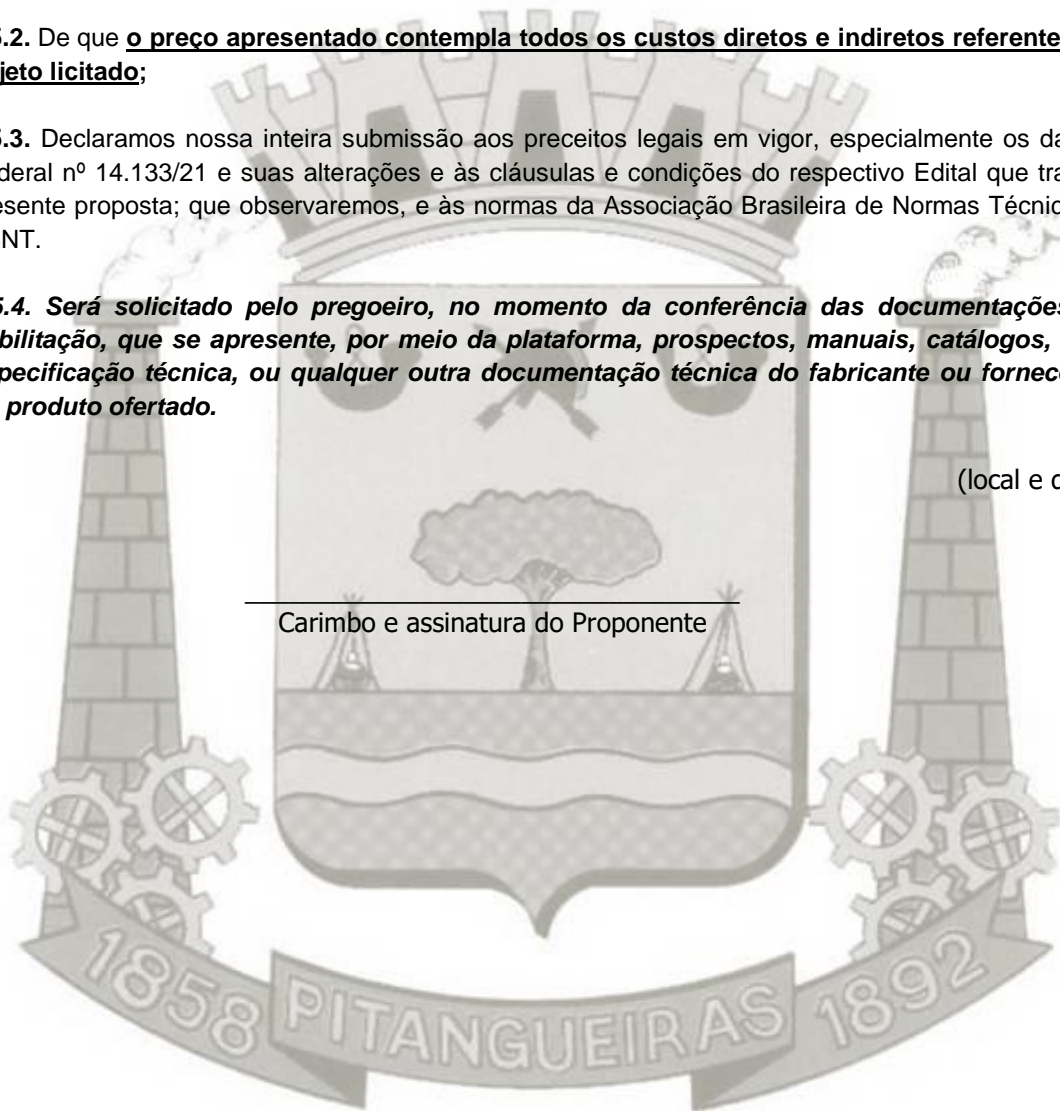 5.2. De que o preço apresentado contempla todos os custos diretos e indiretos referente
jeto licitado;
5.3. Declaramos nossa inteira submissão aos preceitos legais em vigor, especialmente os da
deral nº 14.133/21 e suas alterações e às cláusulas e condições do respectivo Edital que tra
esente proposta; que observaremos, e às normas da Associação Brasileira de Normas Técnic
NT.
5.4. Será solicitado pelo pregoeiro, no momento da conferência das documentações
bilitação, que se apresente, por meio da plataforma, prospectos, manuais, catálogos,
pecificação técnica, ou qualquer outra documentação técnica do fabricante ou fornec
produto ofertado.
(local e d
Carimbo e assinatura do Proponente
1858 PITANGUEIRAS 1892